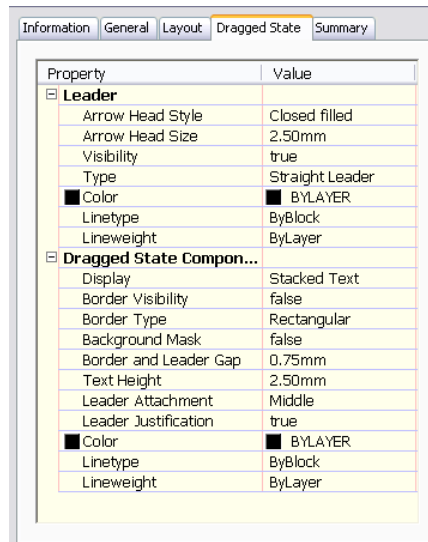 Information General Layout Dragged State Summary
Property Value
Leader
Arrow Head Style Closed filled
Arrow Head Size 2.50mm
Visibility true
Type Straight Leader
Color BYLAYER
Linetype ByBlock
Lineweight ByLayer
Dragged State Compon...
Display Stacked Text
Border Visibility false
Border Type Rectangular
Background Mask false
Border and Leader Gap 0.75mm
Text Height 2.50mm
Leader Attachment Middle
Leader Justification true
Color BYLAYER
Linetype ByBlock
Lineweight ByLayer